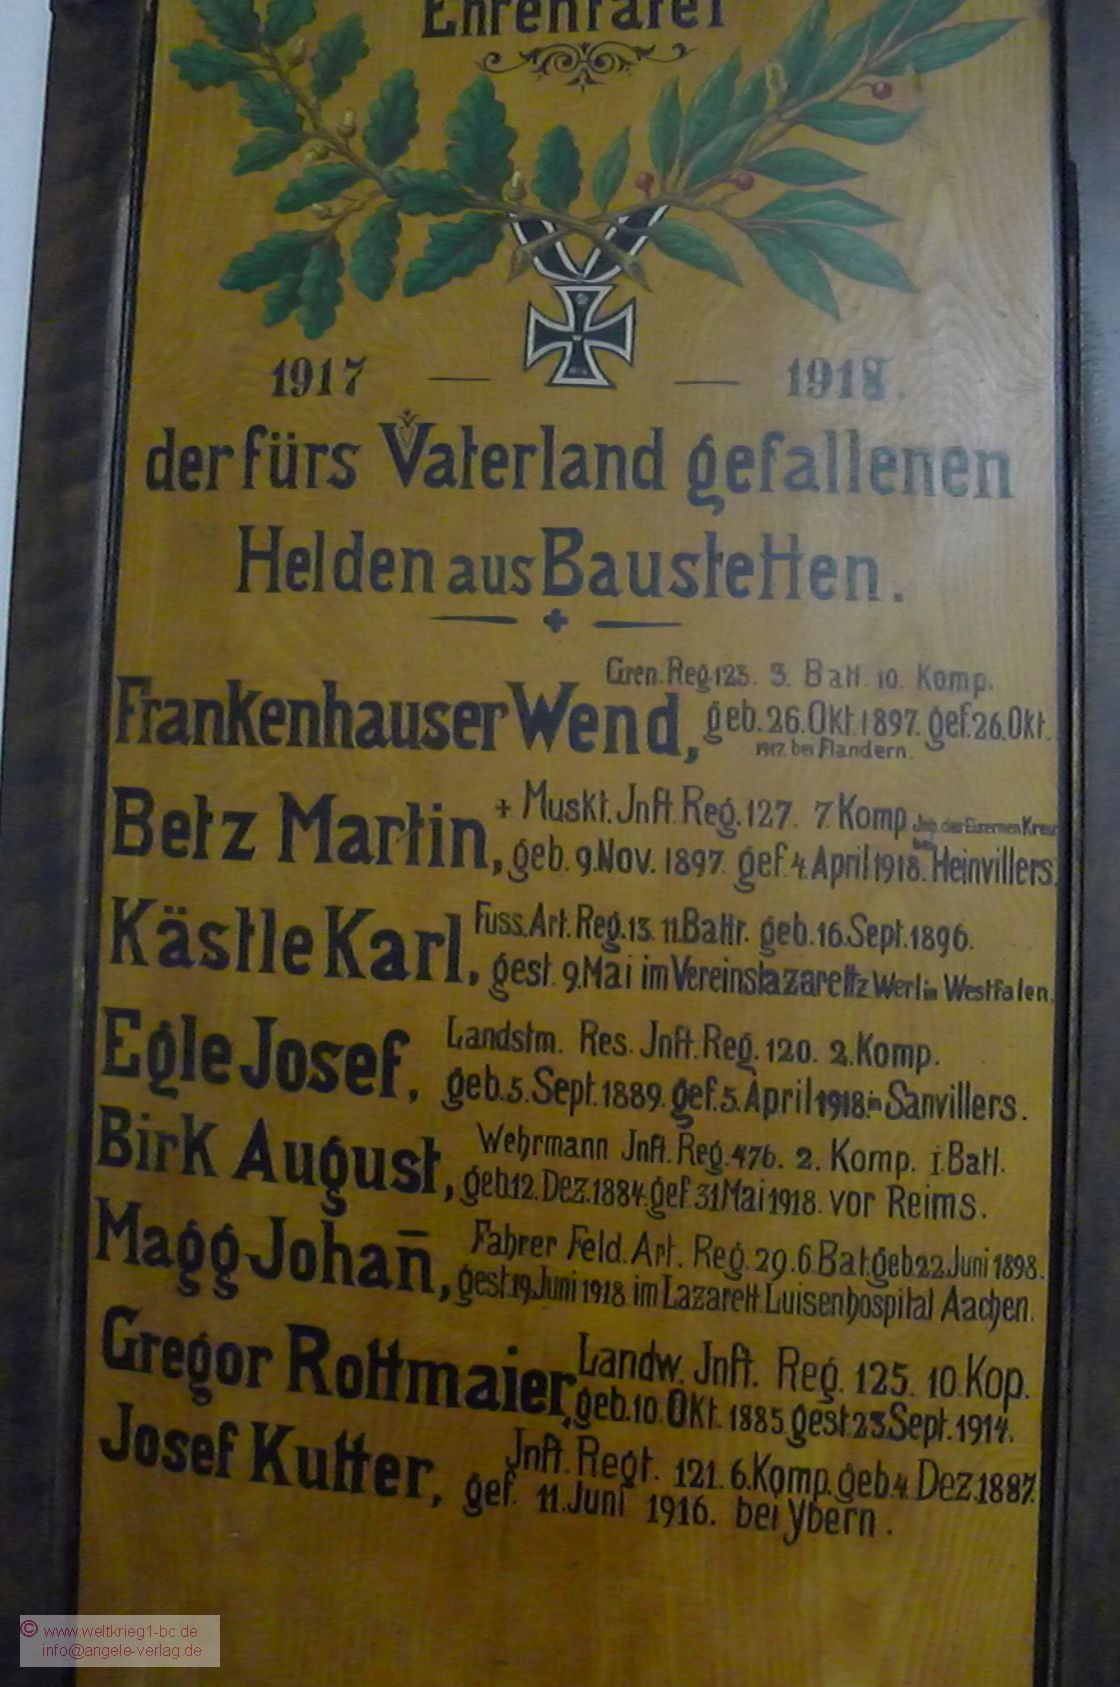 Ehrentafel
1917 — 1918.
der fürs Vaterland gefallenen
Helden aus Baustetten.
Gren. Reg. 123. 3. Batl. 10. Komp.
Frankenhauser Wend, geb. 26. Okt. 1897. gef. 26. Okt.
1917. bei Flandern.
Betz Martin, + Muskt. Jnft. Reg. 127. 7. Komp. Jnh. des Eisernen Kreuz
geb. 9. Nov. 1897. gef. 4. April 1918. bei Heinvillers.
Kästle Karl, Fuss. Art. Reg. 13. 11. Battr. geb. 16. Sept. 1896.
gest. 9. Mai im Vereinslazarettz Werl in Westfalen.
Egle Josef, Landstm. Res. Jnft. Reg. 120. 2. Komp.
geb. 5. Sept. 1889. gef. 5. April 1918. in Sanvillers.
Birk August, Wehrmann Jnft. Reg. 476. 2. Komp. I. Batl.
geb. 12. Dez. 1884. gef. 31 Mai 1918. vor Reims.
Magg Johan̅, Fahrer Feld. Art. Reg. 29. 6. Bat. geb. 22. Juni 1898.
gest. 19. Juni 1918. im Lazarett Luisenhospital Aachen.
Gregor Rottmaier, Landw. Jnft. Reg. 125. 10. Kop.
geb. 10. Okt. 1885. gest. 23. Sept. 1914.
Josef Kutter, Jnft. Regt. 121. 6. Komp. geb. 4. Dez. 1887.
gef. 11. Juni 1916. bei Ybern.
© www.weltkrieg1-bc.de
info@angele-verlag.de